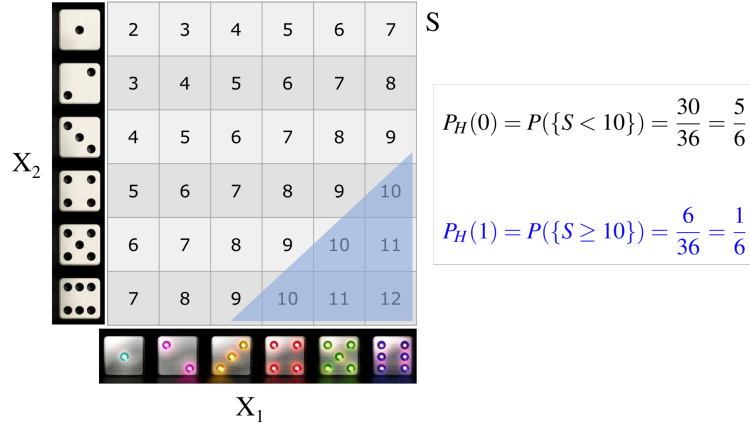 S
2 3 4 5 6 7
3 4 5 6 7 8
4 5 6 7 8 9
5 6 7 8 9 10
6 7 8 9 10 11
7 8 9 10 11 12
X₂
X₁
P_H(0) = P({S < 10}) = 30/36 = 5/6
P_H(1) = P({S ≥ 10}) = 6/36 = 1/6